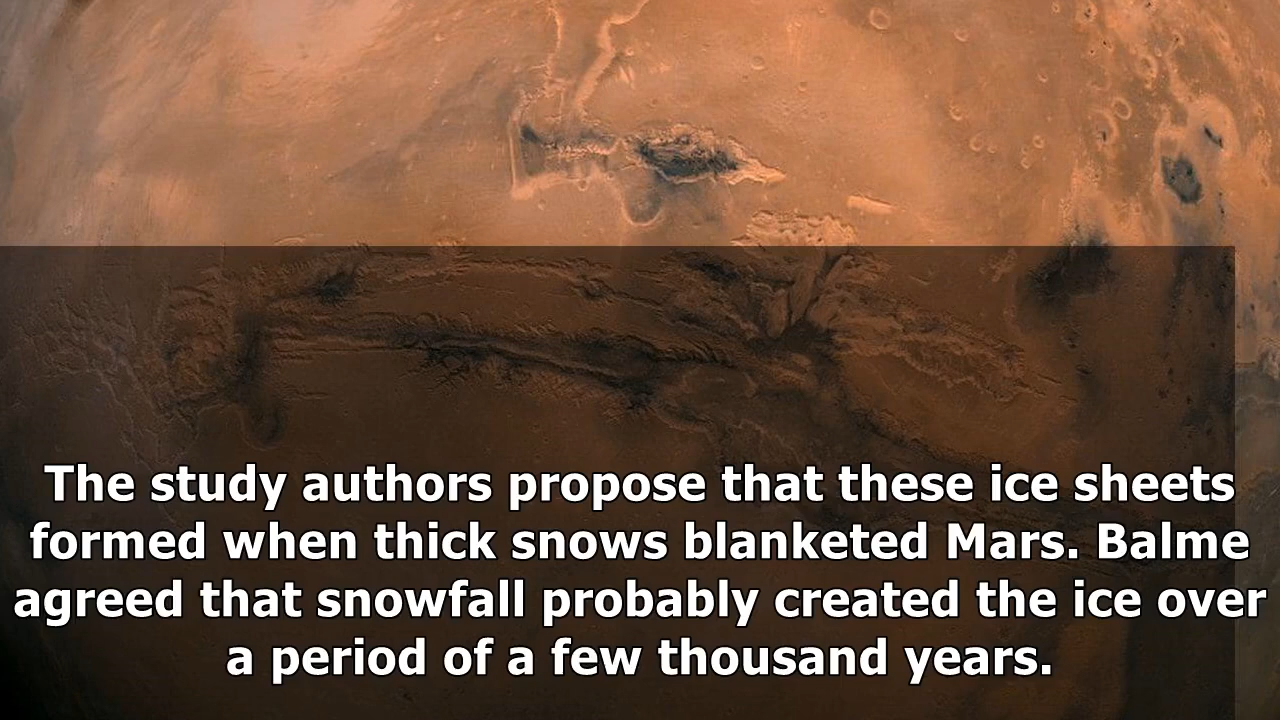 The study authors propose that these ice sheets
formed when thick snows blanketed Mars. Balme
agreed that snowfall probably created the ice over
a period of a few thousand years.